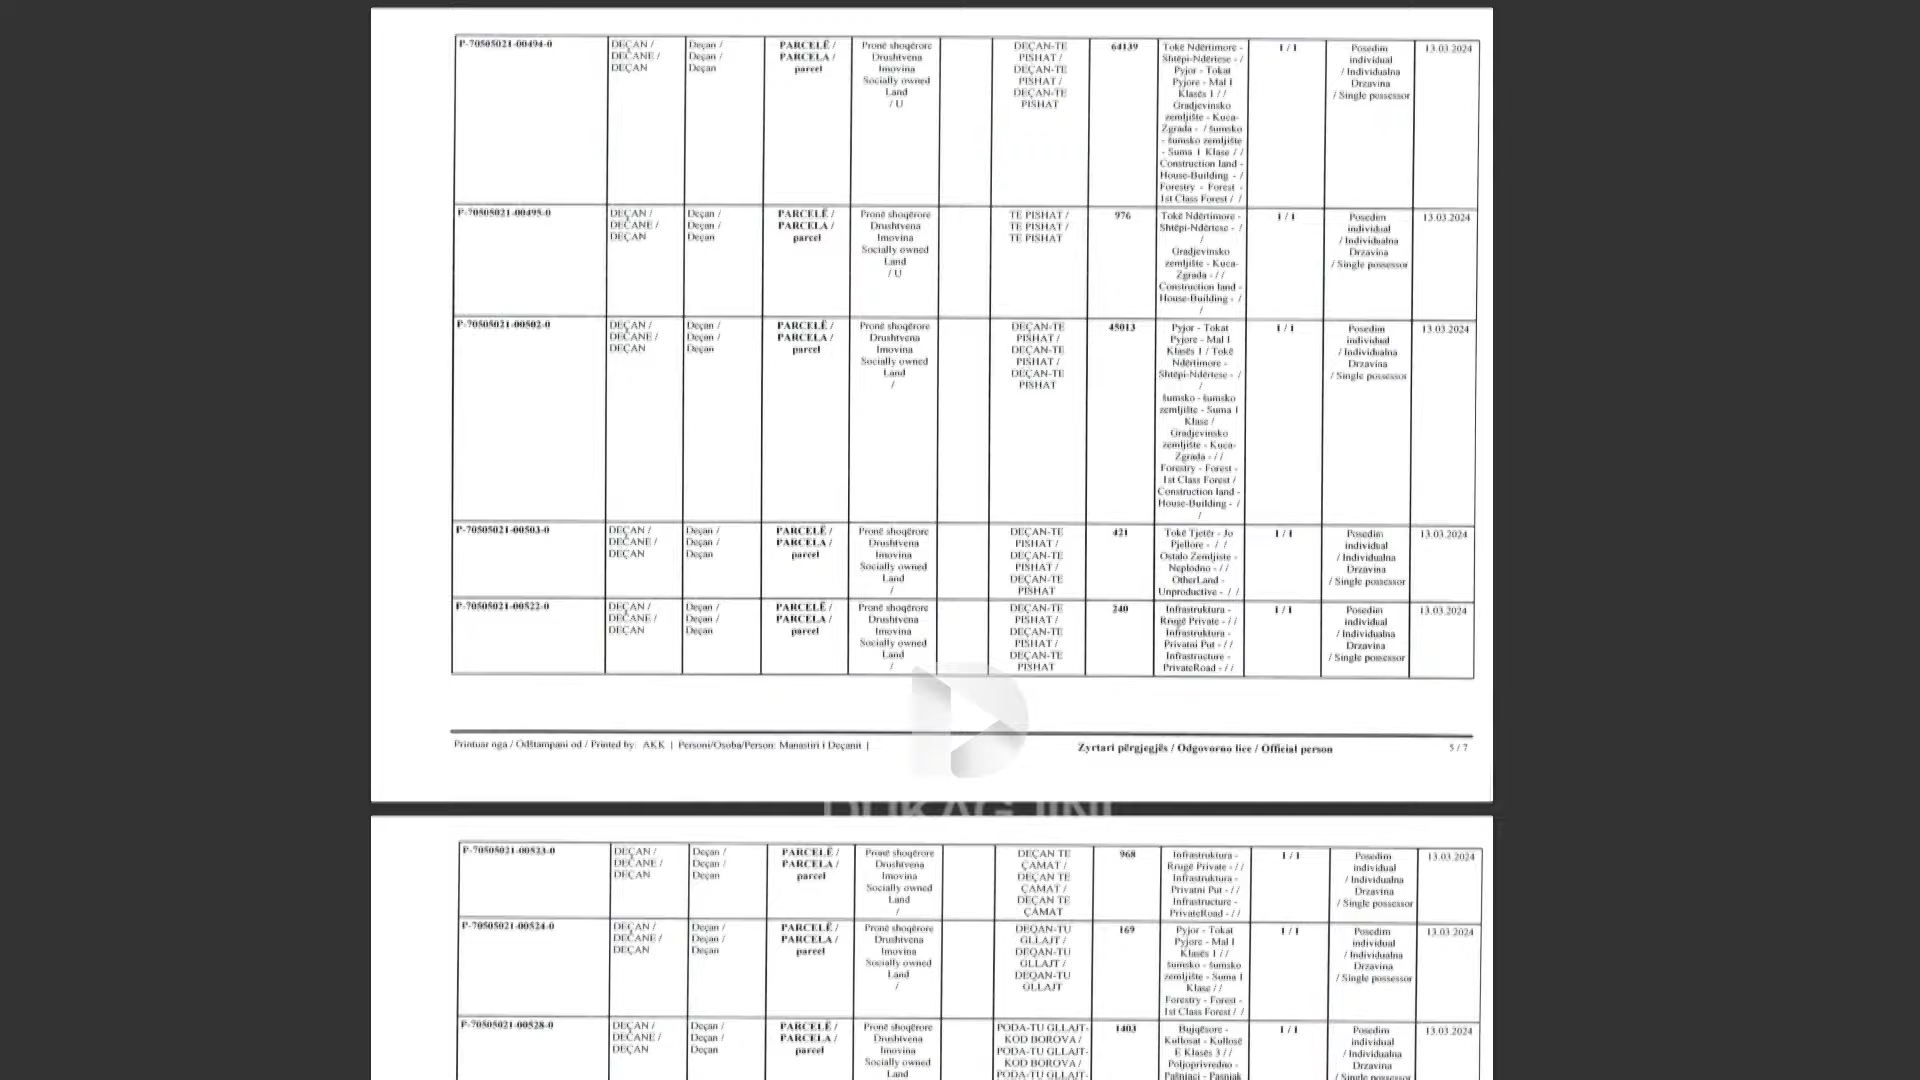 P-70505021-00494-0
DEÇAN /
DEČANE /
DEÇAN
Deçan /
Deçan /
Deçan
PARCELË /
PARCELA /
parcel
Pronë shoqërore
Drushtvena
Imovina
Socially owned
Land
/ U
DEÇAN-TE
PISHAT /
DEÇAN-TE
PISHAT /
DEÇAN-TE
PISHAT
64139
Tokë Ndërtimore -
Shtëpi-Ndërtese - /
Pyjor - Tokat
Pyjore - Mal I
Klasës 1 / /
Gradjevinsko
zemljište - Kuca-
Zgrada - / šumsko
- šumsko zemljište
- Suma 1 Klase / /
Construction land -
House-Building - /
Forestry - Forest -
1st Class Forest / /
1 / 1
Posedim
individual
/ Individualna
Drzavina
/ Single possessor
13.03.2024
P-70505021-00495-0
DEÇAN /
DEČANE /
DEÇAN
Deçan /
Deçan /
Deçan
PARCELË /
PARCELA /
parcel
Pronë shoqërore
Drushtvena
Imovina
Socially owned
Land
/ U
TE PISHAT /
TE PISHAT /
TE PISHAT
976
Tokë Ndërtimore -
Shtëpi-Ndërtese - /
/
Gradjevinsko
zemljište - Kuca-
Zgrada - / /
Construction land -
House-Building - /
/
1 / 1
Posedim
individual
/ Individualna
Drzavina
/ Single possessor
13.03.2024
P-70505021-00502-0
DEÇAN /
DEČANE /
DEÇAN
Deçan /
Deçan /
Deçan
PARCELË /
PARCELA /
parcel
Pronë shoqërore
Drushtvena
Imovina
Socially owned
Land
/
DEÇAN-TE
PISHAT /
DEÇAN-TE
PISHAT /
DEÇAN-TE
PISHAT
45013
Pyjor - Tokat
Pyjore - Mal I
Klasës 1 / Tokë
Ndërtimore -
Shtëpi-Ndërtese - /
/
šumsko - šumsko
zemljište - Suma 1
Klase /
Gradjevinsko
zemljište - Kuca-
Zgrada - / /
Forestry - Forest -
1st Class Forest /
Construction land -
House-Building - /
/
1 / 1
Posedim
individual
/ Individualna
Drzavina
/ Single possessor
13.03.2024
P-70505021-00503-0
DEÇAN /
DEČANE /
DEÇAN
Deçan /
Deçan /
Deçan
PARCELË /
PARCELA /
parcel
Pronë shoqërore
Drushtvena
Imovina
Socially owned
Land
/
DEÇAN-TE
PISHAT /
DEÇAN-TE
PISHAT /
DEÇAN-TE
PISHAT
421
Tokë Tjetër - Jo
Pjellore - / /
Ostalo Zemljiste -
Neplodno - / /
OtherLand -
Unproductive - / /
1 / 1
Posedim
individual
/ Individualna
Drzavina
/ Single possessor
13.03.2024
P-70505021-00522-0
DEÇAN /
DEČANE /
DEÇAN
Deçan /
Deçan /
Deçan
PARCELË /
PARCELA /
parcel
Pronë shoqërore
Drushtvena
Imovina
Socially owned
Land
/
DEÇAN-TE
PISHAT /
DEÇAN-TE
PISHAT /
DEÇAN-TE
PISHAT
240
Infrastruktura -
Rrugë Private - / /
Infrastruktura -
Privatni Put - / /
Infrastructure -
PrivateRoad - / /
1 / 1
Posedim
individual
/ Individualna
Drzavina
/ Single possessor
13.03.2024
Printuar nga / Odštampani od / Printed by: AKK | Personi/Osoba/Person: Manastiri i Deçanit |
Zyrtari përgjegjës / Odgovorno lice / Official person
5 / 7
DUKAGJINI
P-70505021-00523-0
DEÇAN /
DEČANE /
DEÇAN
Deçan /
Deçan /
Deçan
PARCELË /
PARCELA /
parcel
Pronë shoqërore
Drushtvena
Imovina
Socially owned
Land
/
DEÇAN TE
ÇAMAT /
DEÇAN TE
ÇAMAT /
DEÇAN TE
ÇAMAT
968
Infrastruktura -
Rrugë Private - / /
Infrastruktura -
Privatni Put - / /
Infrastructure -
PrivateRoad - / /
1 / 1
Posedim
individual
/ Individualna
Drzavina
/ Single possessor
13.03.2024
P-70505021-00524-0
DEÇAN /
DEČANE /
DEÇAN
Deçan /
Deçan /
Deçan
PARCELË /
PARCELA /
parcel
Pronë shoqërore
Drushtvena
Imovina
Socially owned
Land
/
DEQAN-TU
GLLAJT /
DEQAN-TU
GLLAJT /
DEQAN-TU
GLLAJT
169
Pyjor - Tokat
Pyjore - Mal I
Klasës 1 / /
šumsko - šumsko
zemljište - Suma 1
Klase / /
Forestry - Forest -
1st Class Forest / /
1 / 1
Posedim
individual
/ Individualna
Drzavina
/ Single possessor
13.03.2024
P-70505021-00528-0
DEÇAN /
DEČANE /
DEÇAN
Deçan /
Deçan /
Deçan
PARCELË /
PARCELA /
parcel
Pronë shoqërore
Drushtvena
Imovina
Socially owned
Land
PODA-TU GLLAJT-
KOD BOROVA /
PODA-TU GLLAJT-
KOD BOROVA /
PODA-TU GLLAJT-
1403
Bujqësore -
Kullosat - Kullosë
E Klasës 3 / /
Poljoprivredno -
Pašnjaci - Pasnjak
1 / 1
Posedim
individual
/ Individualna
Drzavina
/ Single possessor
13.03.2024